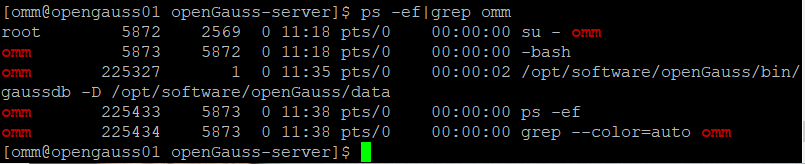 [omm@opengauss01 openGauss-server]$ ps -ef|grep omm
root        5872    2569  0 11:18 pts/0    00:00:00 su - omm
omm         5873    5872  0 11:18 pts/0    00:00:00 -bash
omm       225327       1  0 11:35 pts/0    00:00:02 /opt/software/openGauss/bin/
gaussdb -D /opt/software/openGauss/data
omm       225433    5873  0 11:38 pts/0    00:00:00 ps -ef
omm       225434    5873  0 11:38 pts/0    00:00:00 grep --color=auto omm
[omm@opengauss01 openGauss-server]$